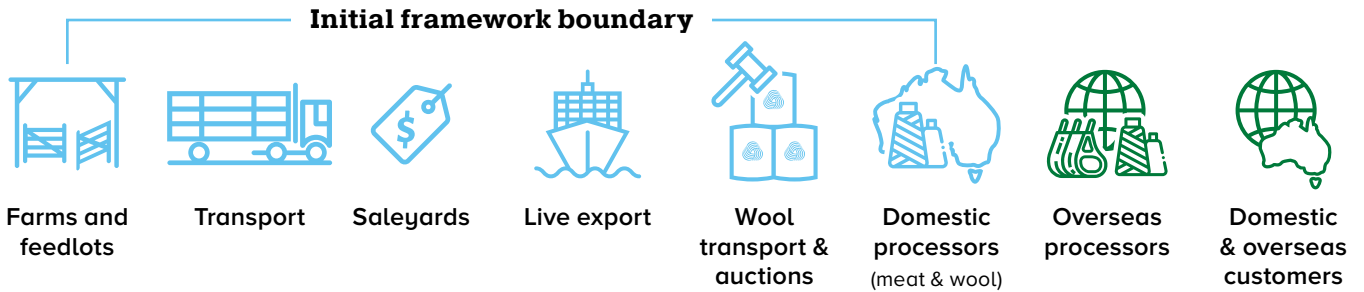 Initial framework boundary
$
Farms and
feedlots
Transport
Saleyards
Live export
Wool
transport &
auctions
Domestic
processors
(meat & wool)
Overseas
processors
Domestic
& overseas
customers